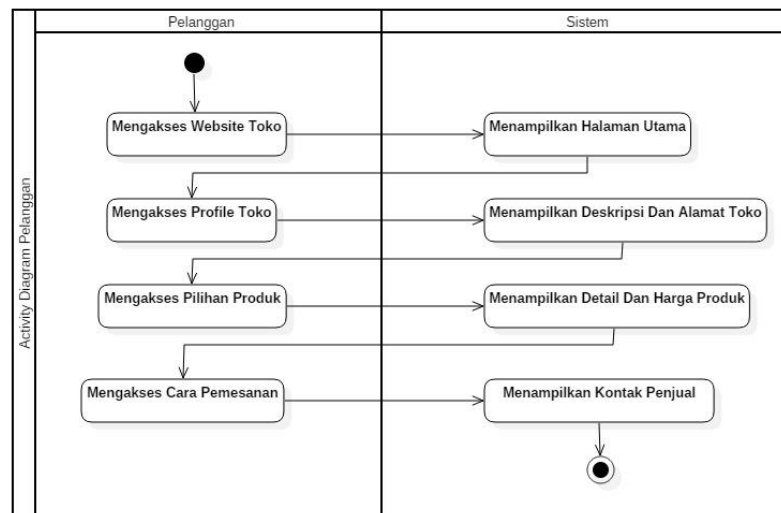 Pelanggan
Sistem
Activity Diagram Pelanggan
Mengakses Website Toko
Menampilkan Halaman Utama
Mengakses Profile Toko
Menampilkan Deskripsi Dan Alamat Toko
Mengakses Pilihan Produk
Menampilkan Detail Dan Harga Produk
Mengakses Cara Pemesanan
Menampilkan Kontak Penjual